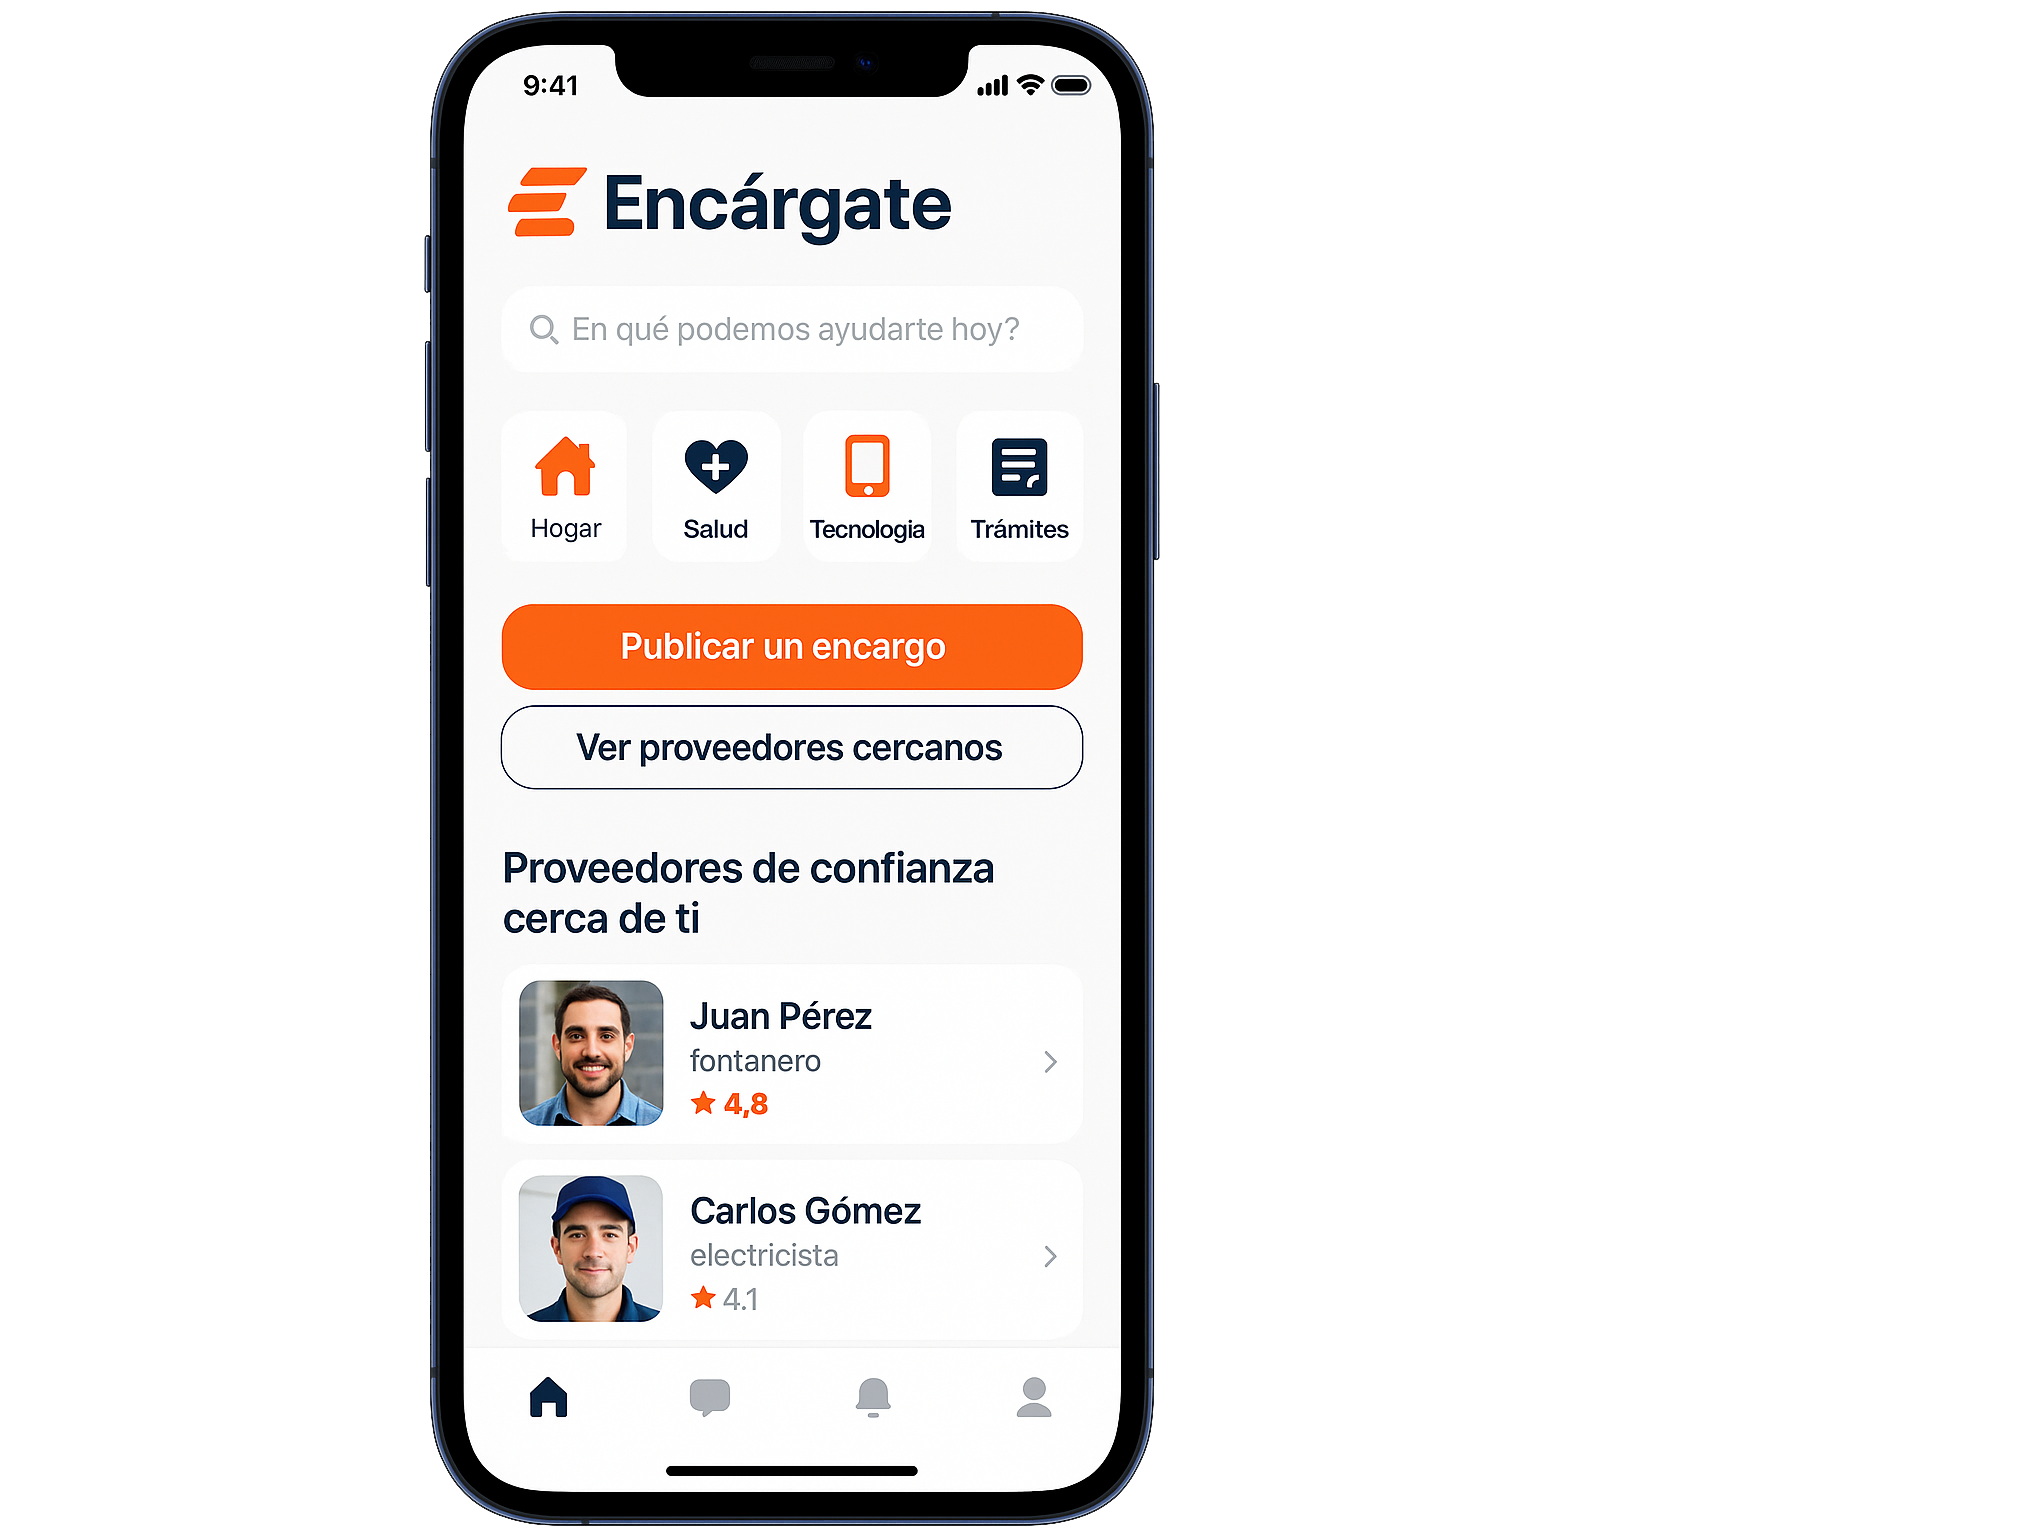 9:41
Encárgate
En qué podemos ayudarte hoy?
Hogar
Salud
Tecnologia
Trámites
Publicar un encargo
Ver proveedores cercanos
Proveedores de confianza
cerca de ti
Juan Pérez
fontanero
4,8
Carlos Gómez
electricista
4.1